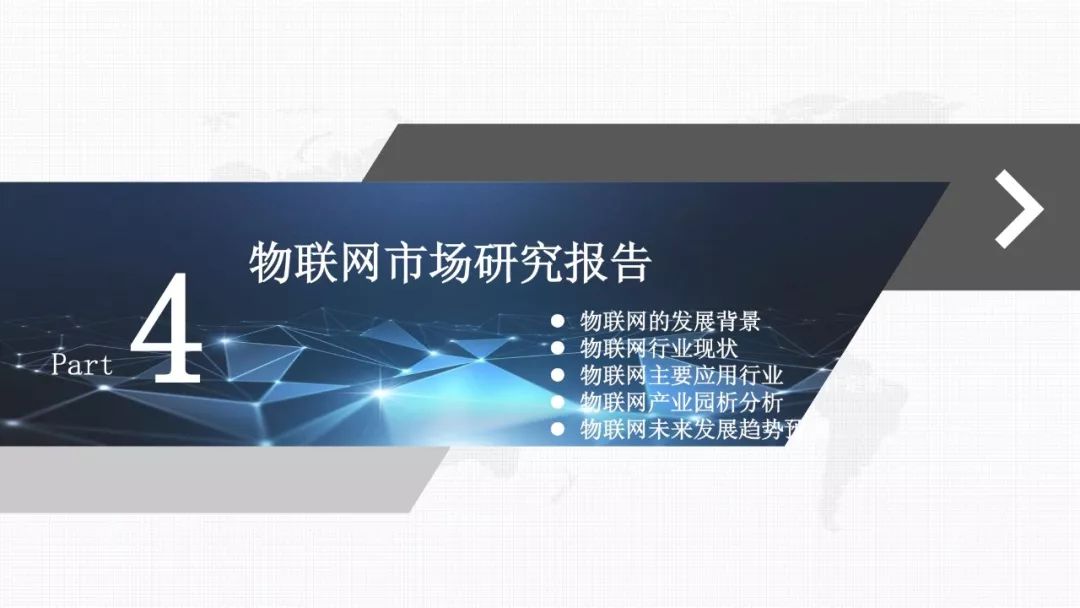 物联网市场研究报告
Part 4
● 物联网的发展背景
● 物联网行业现状
● 物联网主要应用行业
● 物联网产业园析分析
● 物联网未来发展趋势预